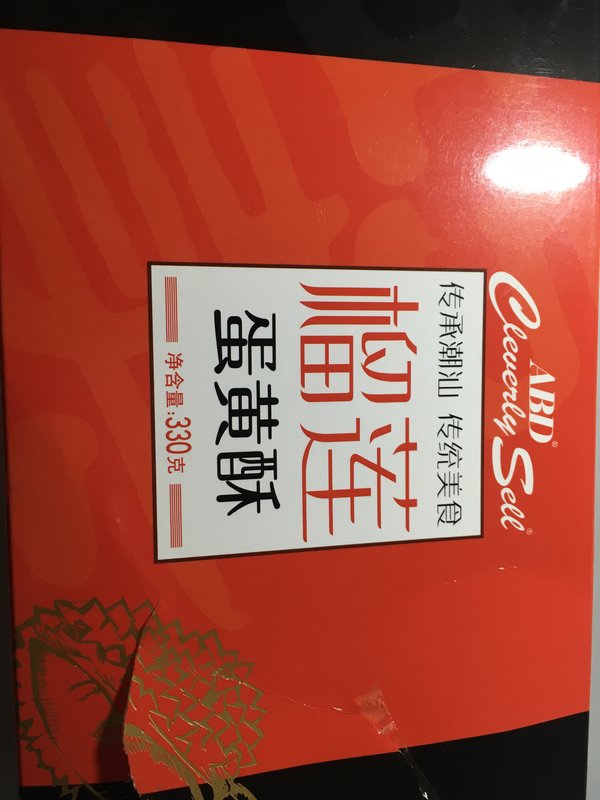 ABD®
Cleverly Sell®
传承潮汕 传统美食
榴莲
蛋黄酥
净含量:330克